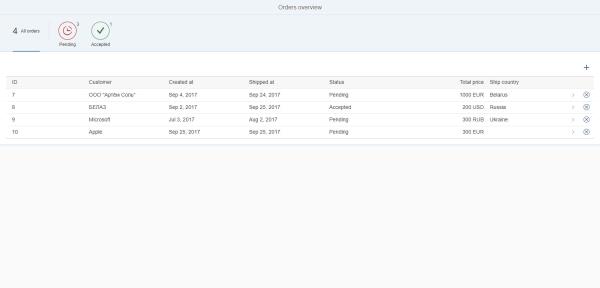 Orders overview
4 All orders
3
Pending
1
Accepted
ID Customer Created at Shipped at Status Total price Ship country
7 ООО "Артём Соль" Sep 4, 2017 Sep 24, 2017 Pending 1000 EUR Belarus
8 БЕЛАЗ Sep 2, 2017 Sep 25, 2017 Accepted 200 USD Russia
9 Microsoft Jul 3, 2017 Aug 2, 2017 Pending 300 RUB Ukraine
10 Apple Sep 25, 2017 Sep 25, 2017 Pending 300 EUR